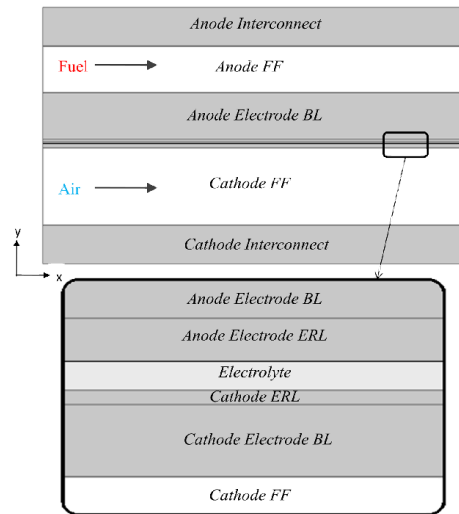 Anode Interconnect
Fuel
Anode FF
Anode Electrode BL
Cathode FF
Air
Cathode Interconnect
y
x
Anode Electrode BL
Anode Electrode ERL
Electrolyte
Cathode ERL
Cathode Electrode BL
Cathode FF